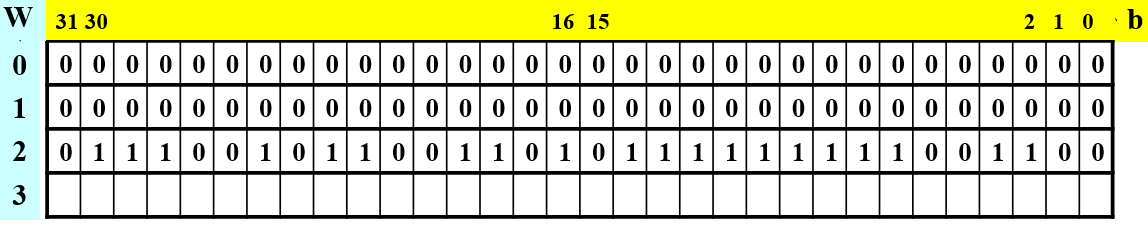 W 31 30 16 15 2 1 0 b
0 0 0 0 0 0 0 0 0 0 0 0 0 0 0 0 0 0 0 0 0 0 0 0 0 0 0 0 0 0 0 0 0
1 0 0 0 0 0 0 0 0 0 0 0 0 0 0 0 0 0 0 0 0 0 0 0 0 0 0 0 0 0 0 0 0
2 0 1 1 1 0 0 1 0 1 1 0 0 1 1 0 1 0 1 1 1 1 1 1 1 1 1 0 0 1 1 0 0
3